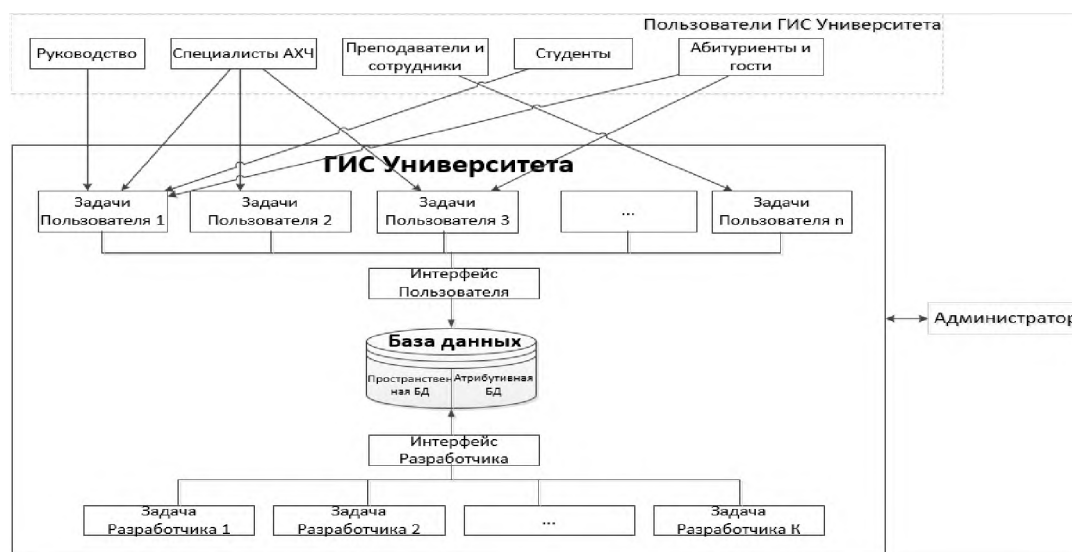 Пользователи ГИС Университета
Руководство
Специалисты АХЧ
Преподаватели и
сотрудники
Студенты
Абитуриенты и
гости
ГИС Университета
Задачи
Пользователя 1
Задачи
Пользователя 2
Задачи
Пользователя 3
...
Задачи
Пользователя n
Интерфейс
Пользователя
Администратор
База данных
Пространствен
ная БД
Атрибутивная
БД
Интерфейс
Разработчика
Задача
Разработчика 1
Задача
Разработчика 2
...
Задача
Разработчика К